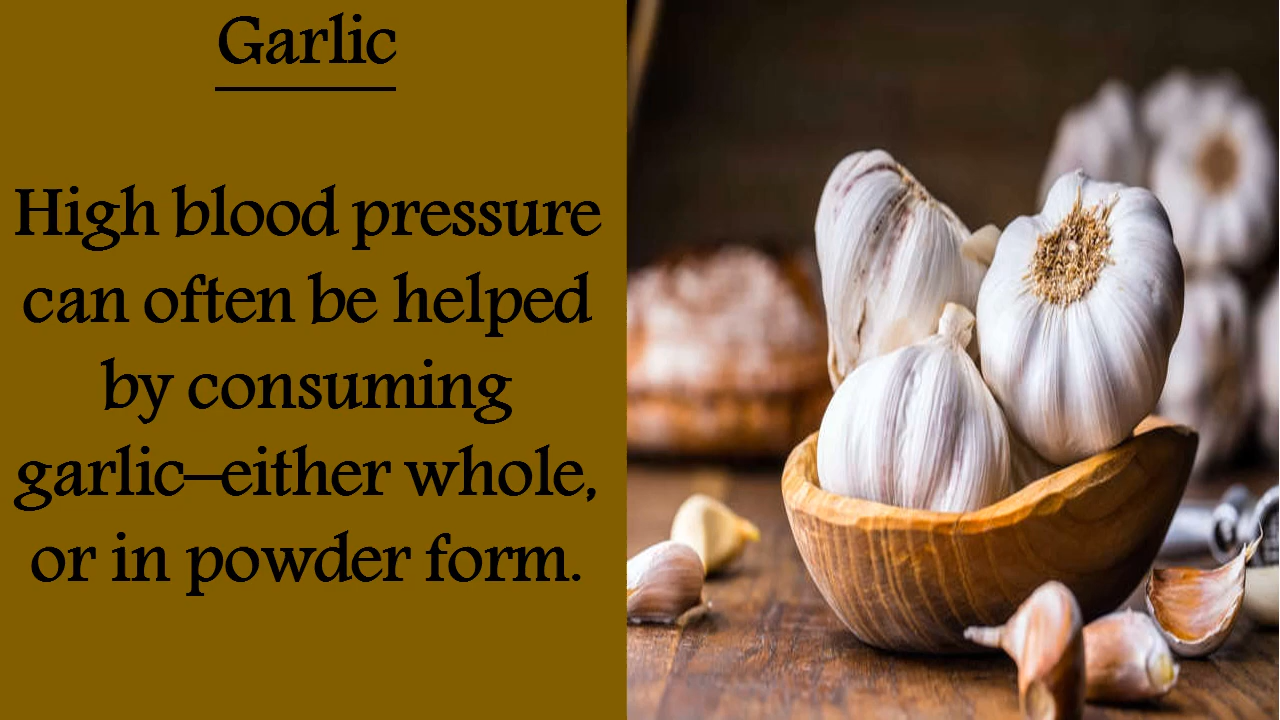 Garlic
High blood pressure
can often be helped
by consuming
garlic—either whole,
or in powder form.